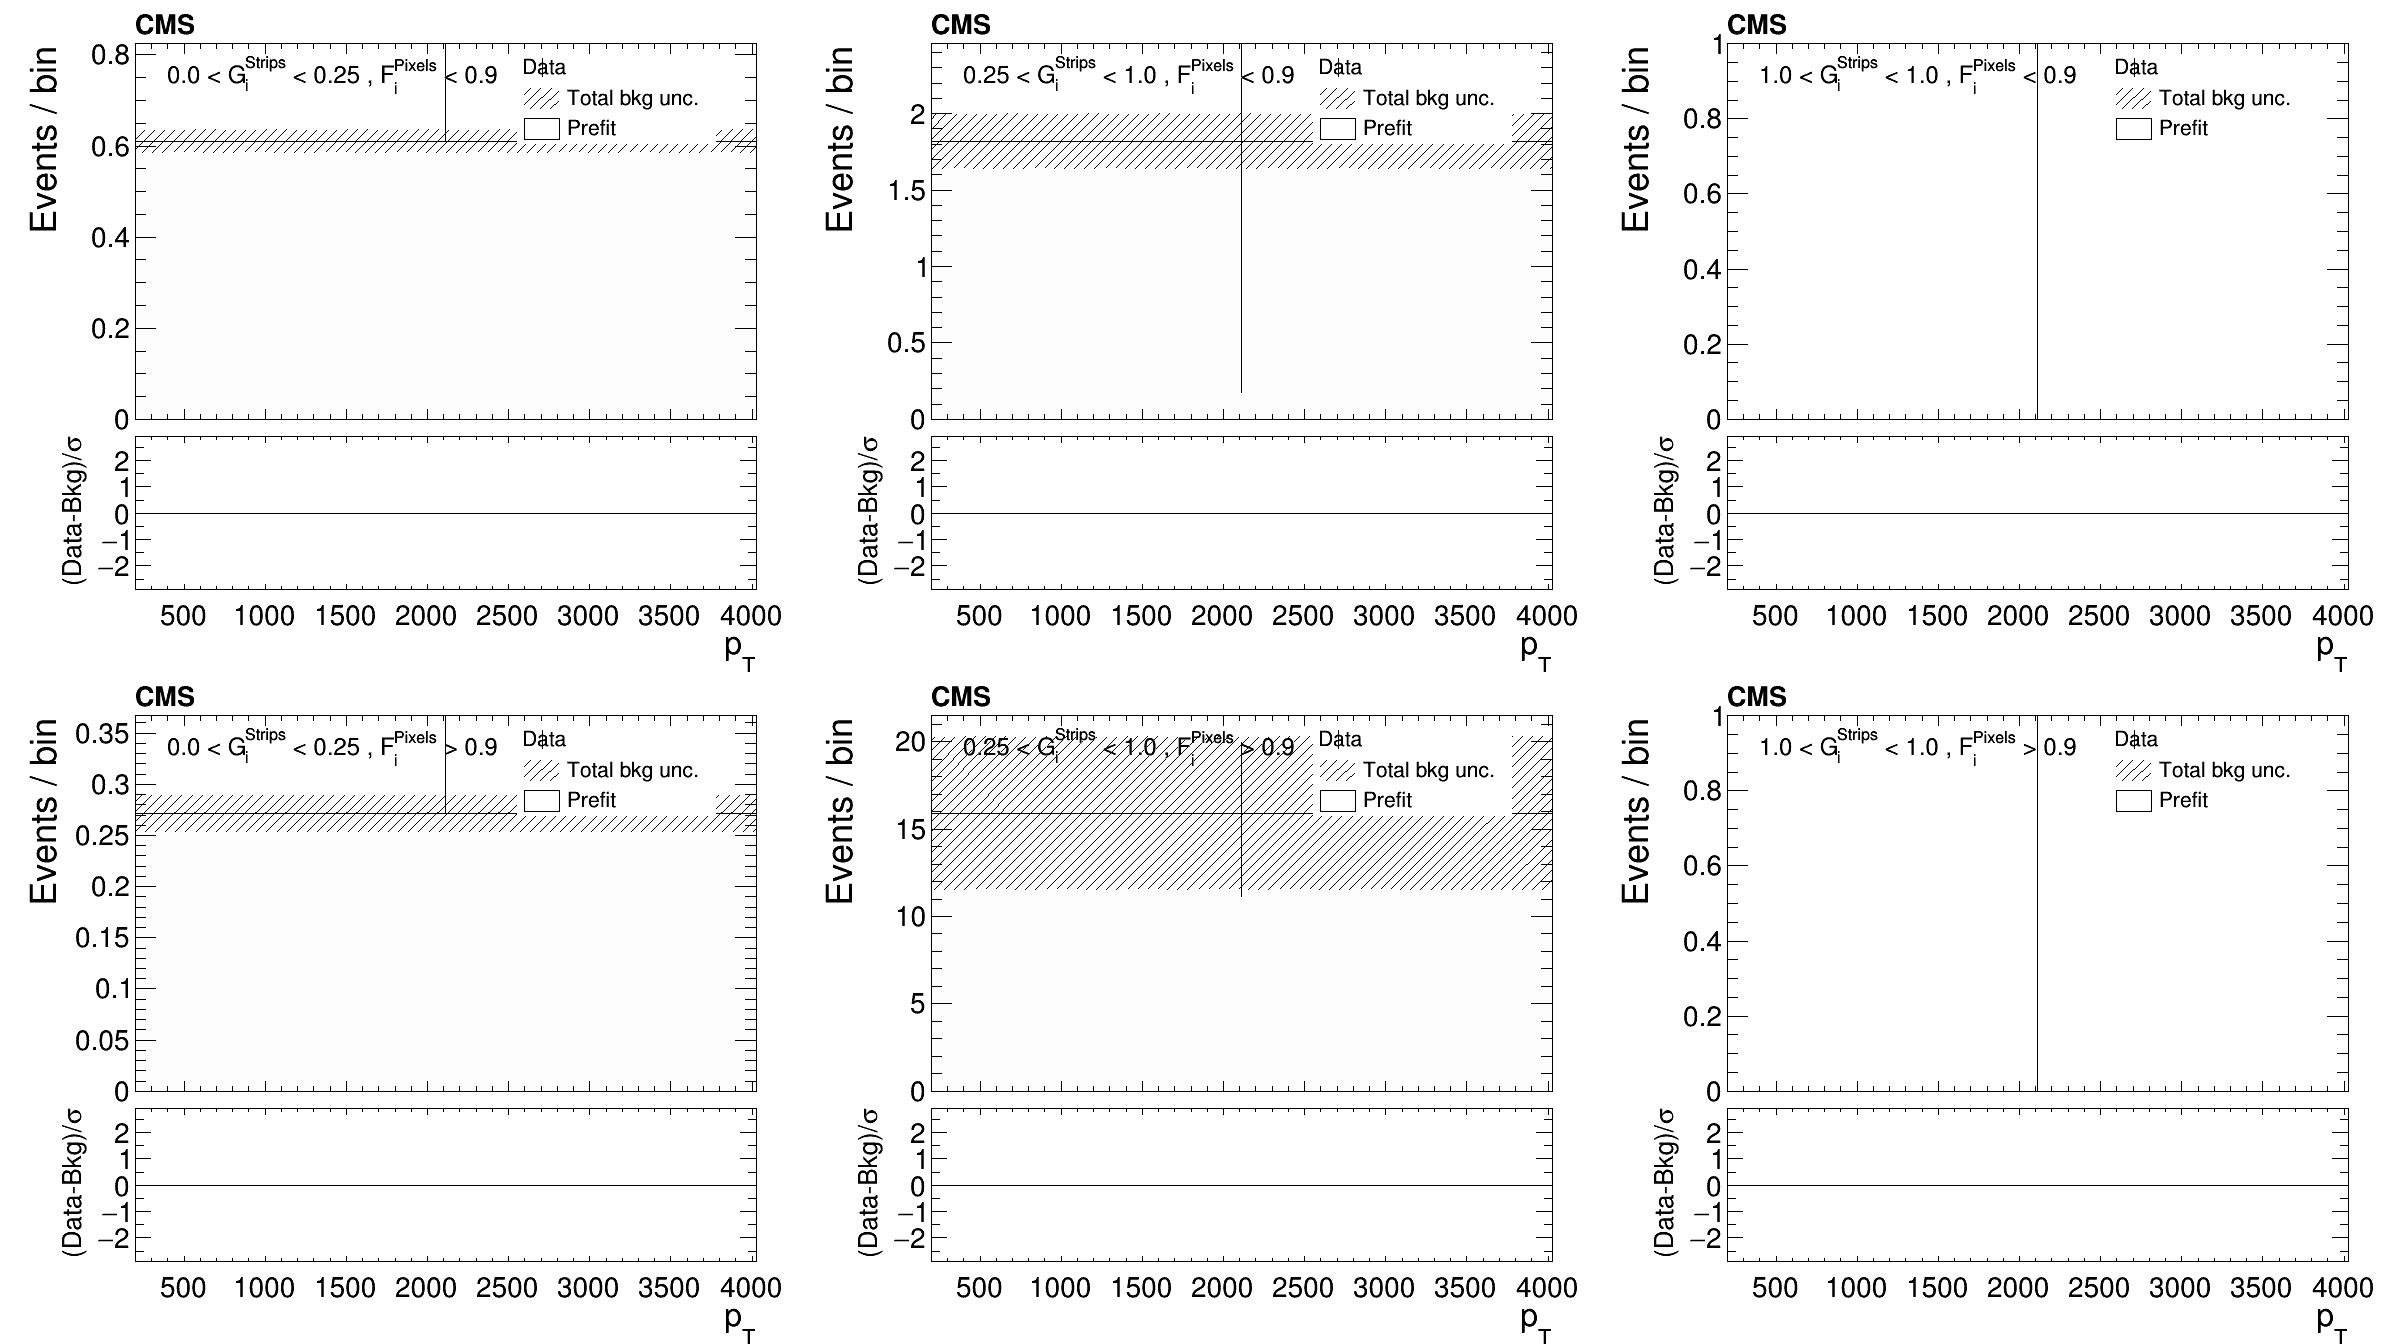 CMS
Events / bin
0.0 < G_i^Strips < 0.25 , F_i^Pixels < 0.9
Data
Total bkg unc.
Prefit
0.8
0.6
0.4
0.2
0
(Data-Bkg)/σ
2
1
0
−1
−2
500 1000 1500 2000 2500 3000 3500 4000
p_T
CMS
Events / bin
0.25 < G_i^Strips < 1.0 , F_i^Pixels < 0.9
Data
Total bkg unc.
Prefit
2
1.5
1
0.5
0
(Data-Bkg)/σ
2
1
0
−1
−2
500 1000 1500 2000 2500 3000 3500 4000
p_T
CMS
Events / bin
1.0 < G_i^Strips < 1.0 , F_i^Pixels < 0.9
Data
Total bkg unc.
Prefit
1
0.8
0.6
0.4
0.2
0
(Data-Bkg)/σ
2
1
0
−1
−2
500 1000 1500 2000 2500 3000 3500 4000
p_T
CMS
Events / bin
0.0 < G_i^Strips < 0.25 , F_i^Pixels > 0.9
Data
Total bkg unc.
Prefit
0.35
0.3
0.25
0.2
0.15
0.1
0.05
0
(Data-Bkg)/σ
2
1
0
−1
−2
500 1000 1500 2000 2500 3000 3500 4000
p_T
CMS
Events / bin
0.25 < G_i^Strips < 1.0 , F_i^Pixels > 0.9
Data
Total bkg unc.
Prefit
20
15
10
5
0
(Data-Bkg)/σ
2
1
0
−1
−2
500 1000 1500 2000 2500 3000 3500 4000
p_T
CMS
Events / bin
1.0 < G_i^Strips < 1.0 , F_i^Pixels > 0.9
Data
Total bkg unc.
Prefit
1
0.8
0.6
0.4
0.2
0
(Data-Bkg)/σ
2
1
0
−1
−2
500 1000 1500 2000 2500 3000 3500 4000
p_T